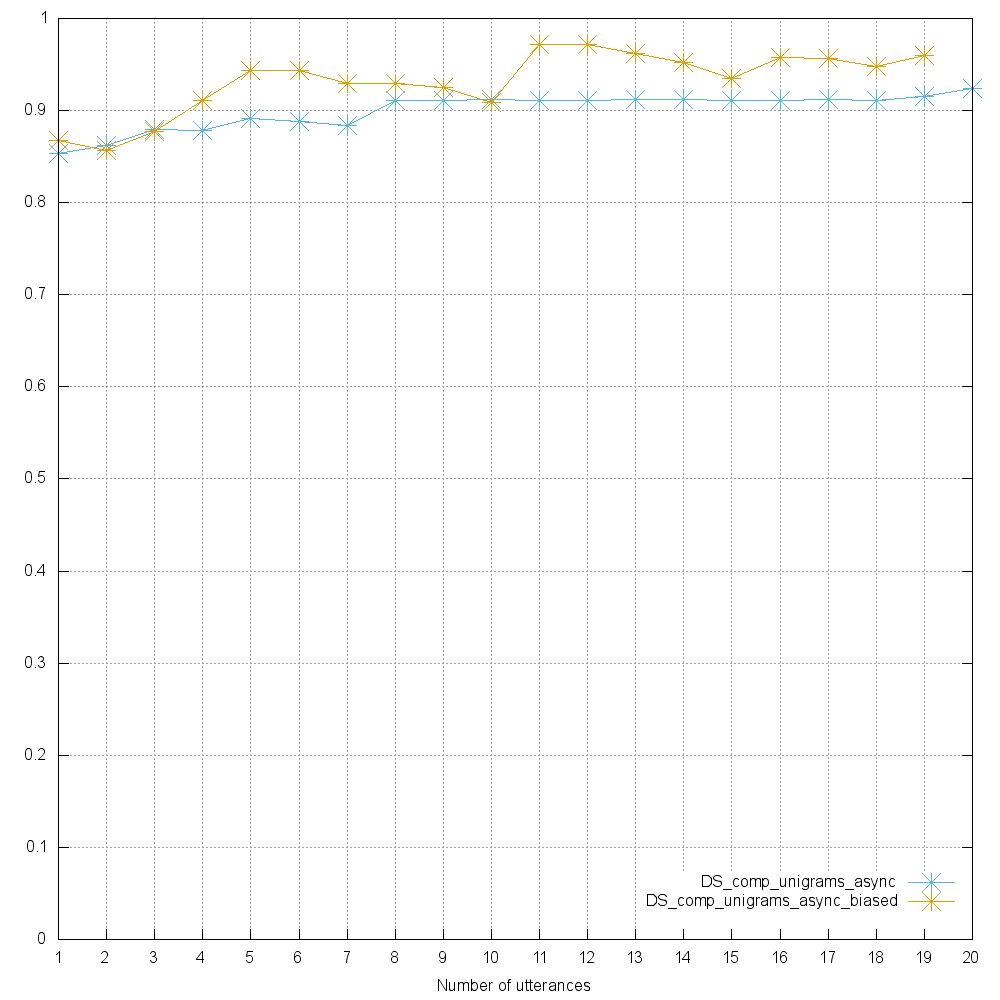 1
0.9
0.8
0.7
0.6
0.5
0.4
0.3
0.2
0.1
0
DS_comp_unigrams_async
DS_comp_unigrams_async_biased
1 2 3 4 5 6 7 8 9 10 11 12 13 14 15 16 17 18 19 20
Number of utterances